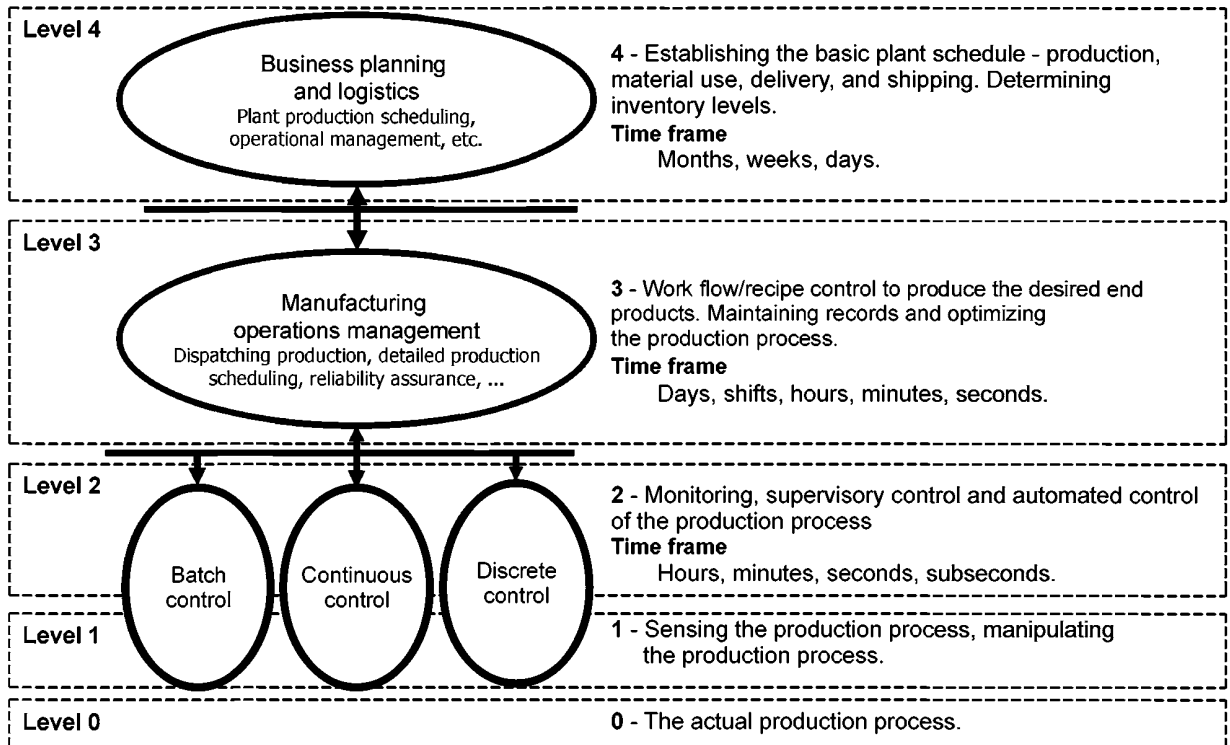 Level 4
Business planning
and logistics
Plant production scheduling,
operational management, etc.
4 - Establishing the basic plant schedule - production,
material use, delivery, and shipping. Determining
inventory levels.
Time frame
Months, weeks, days.
Level 3
Manufacturing
operations management
Dispatching production, detailed production
scheduling, reliability assurance, ...
3 - Work flow/recipe control to produce the desired end
products. Maintaining records and optimizing
the production process.
Time frame
Days, shifts, hours, minutes, seconds.
Level 2
Batch
control
Continuous
control
Discrete
control
2 - Monitoring, supervisory control and automated control
of the production process
Time frame
Hours, minutes, seconds, subseconds.
Level 1
1 - Sensing the production process, manipulating
the production process.
Level 0
0 - The actual production process.